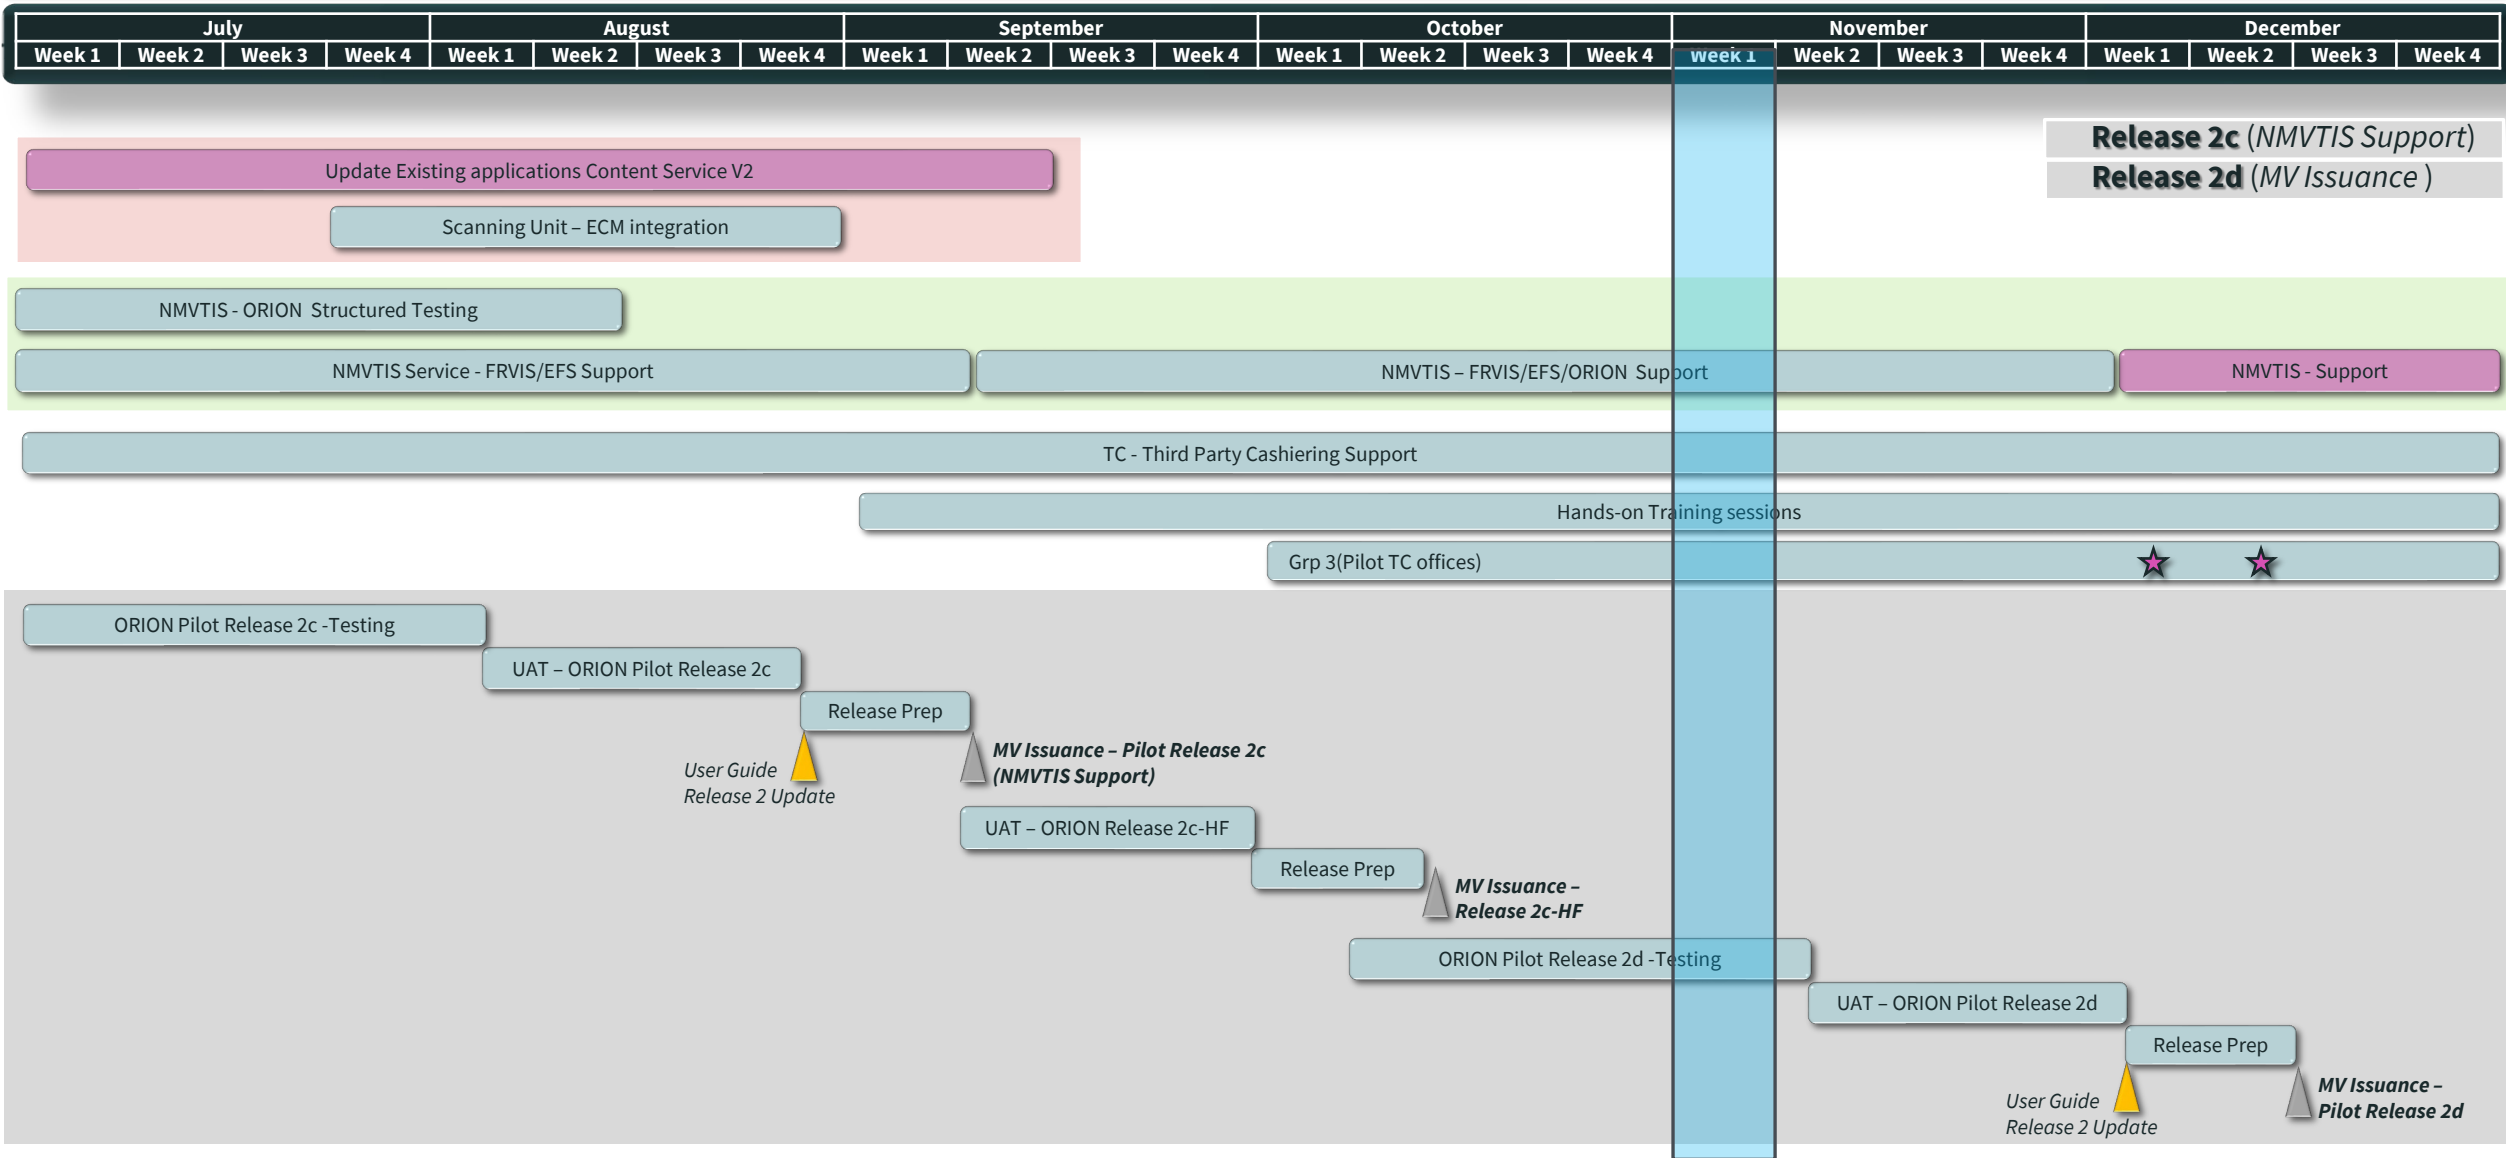 July August September October November December
Week 1 Week 2 Week 3 Week 4 Week 1 Week 2 Week 3 Week 4 Week 1 Week 2 Week 3 Week 4 Week 1 Week 2 Week 3 Week 4 Week 1 Week 2 Week 3 Week 4 Week 1 Week 2 Week 3 Week 4
Release 2c (NMVTIS Support)
Release 2d (MV Issuance )
Update Existing applications Content Service V2
Scanning Unit – ECM integration
NMVTIS - ORION Structured Testing
NMVTIS Service - FRVIS/EFS Support
NMVTIS – FRVIS/EFS/ORION Support
NMVTIS - Support
TC - Third Party Cashiering Support
Hands-on Training sessions
Grp 3(Pilot TC offices)
ORION Pilot Release 2c -Testing
UAT – ORION Pilot Release 2c
Release Prep
User Guide
Release 2 Update
MV Issuance – Pilot Release 2c
(NMVTIS Support)
UAT – ORION Release 2c-HF
Release Prep
MV Issuance –
Release 2c-HF
ORION Pilot Release 2d -Testing
UAT – ORION Pilot Release 2d
Release Prep
User Guide
Release 2 Update
MV Issuance –
Pilot Release 2d